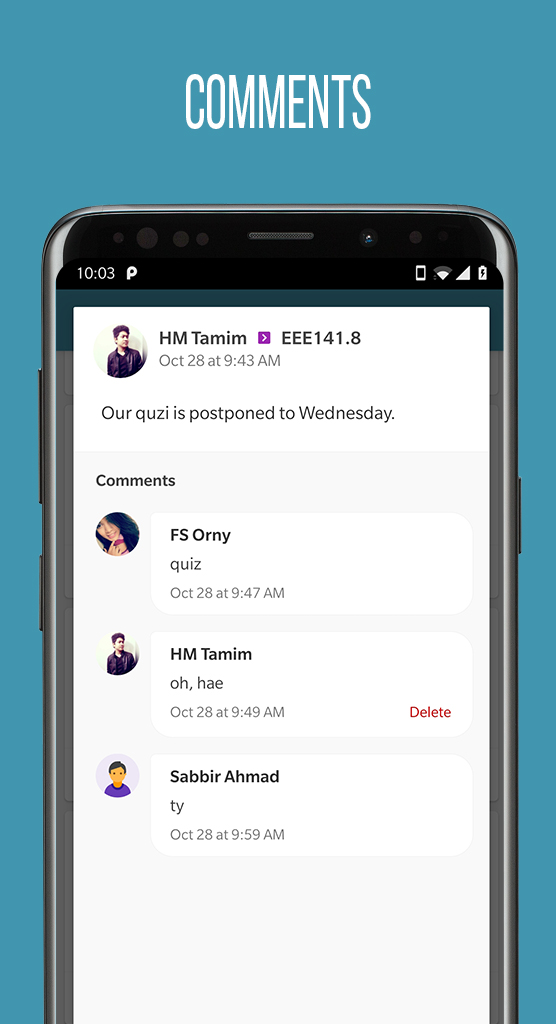 COMMENTS
10:03
HM Tamim EEE141.8
Oct 28 at 9:43 AM
Our quzi is postponed to Wednesday.
Comments
FS Orny
quiz
Oct 28 at 9:47 AM
HM Tamim
oh, hae
Oct 28 at 9:49 AM Delete
Sabbir Ahmad
ty
Oct 28 at 9:59 AM